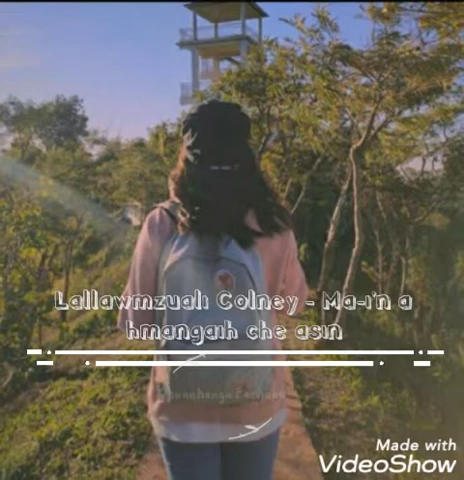 Lallawmzuali Colney - Ma-i'n a
hmangaih che asin
Made with
VideoShow